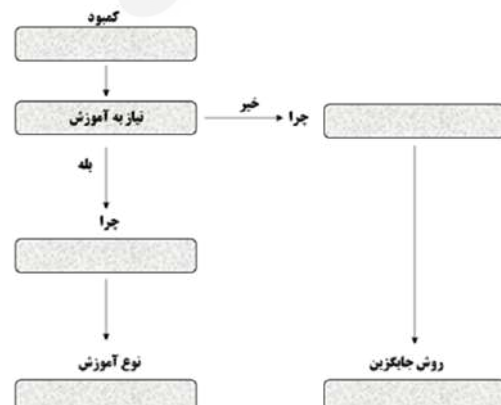 کمبود
نیاز به آموزش
خیر
چرا
بله
چرا
نوع آموزش
روش جایگزین